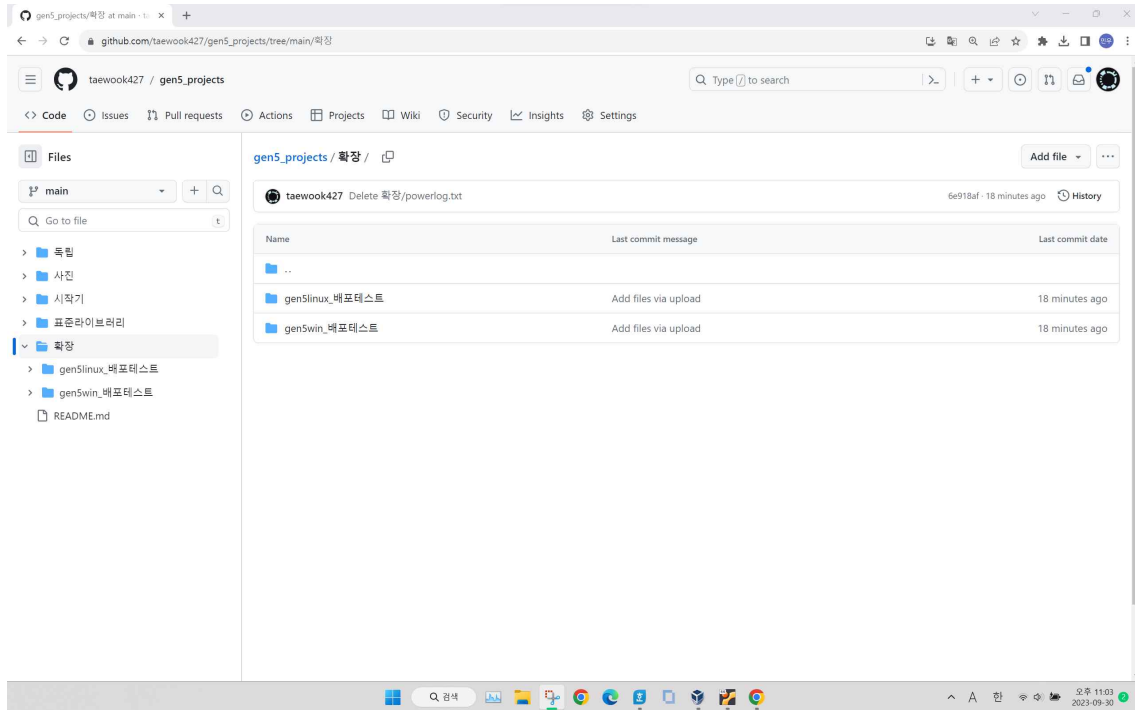 gen5_projects/확장 at main · ta
github.com/taewook427/gen5_projects/tree/main/확장
taewook427 / gen5_projects
Type / to search
Code Issues Pull requests Actions Projects Wiki Security Insights Settings
Files
gen5_projects / 확장 /
Add file
main
taewook427 Delete 확장/powerlog.txt
6e918af · 18 minutes ago History
Go to file t
Name Last commit message Last commit date
독립
사진
..
시작기
gen5linux_배포테스트 Add files via upload 18 minutes ago
표준라이브러리
gen5win_배포테스트 Add files via upload 18 minutes ago
확장
gen5linux_배포테스트
gen5win_배포테스트
README.md
검색
A 한
오후 11:03
2023-09-30
2